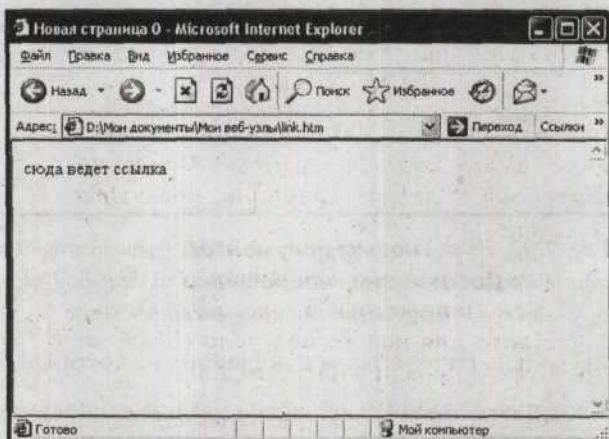 Новая страница 0 - Microsoft Internet Explorer
Файл Правка Вид Избранное Сервис Справка
Назад Поиск Избранное
Адрес: D:\Мои документы\Мои веб-узлы\link.htm Переход Ссылки
сюда ведет ссылка
Готово Мой компьютер